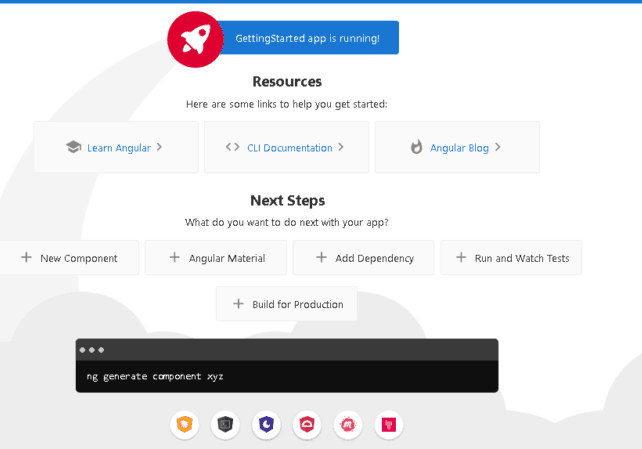 GettingStarted app is running!
Resources
Here are some links to help you get started:
Learn Angular
CLI Documentation
Angular Blog
Next Steps
What do you want to do next with your app?
New Component
Angular Material
Add Dependency
Run and Watch Tests
Build for Production
ng generate component xyz